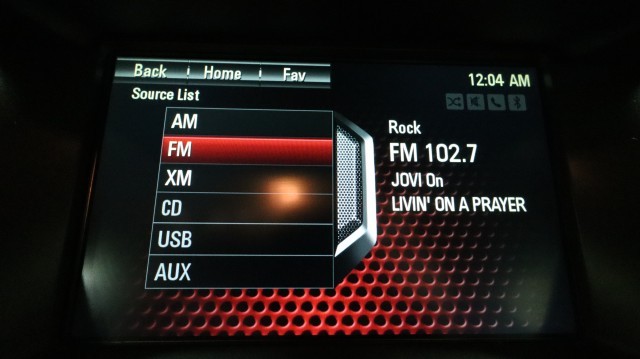 Back Home Fav
12:04 AM
Source List
AM
FM
XM
CD
USB
AUX
Rock
FM 102.7
JOVI On
LIVIN' ON A PRAYER